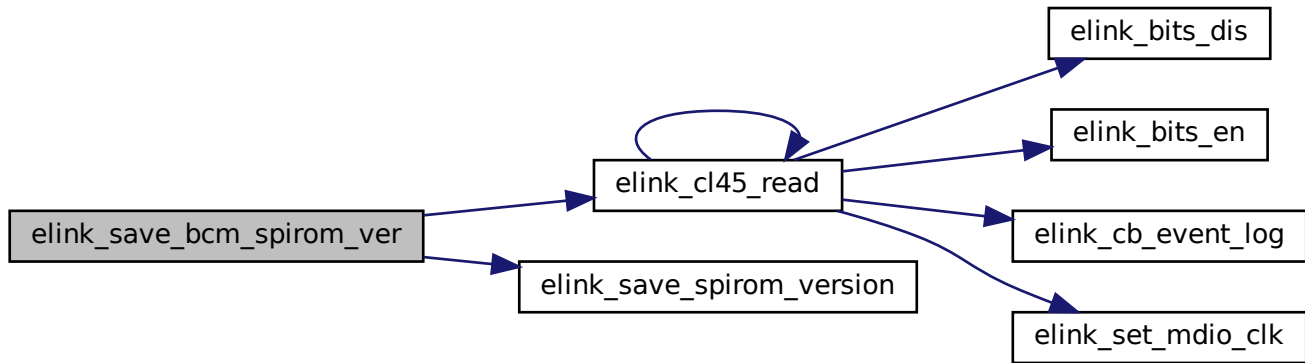 elink_bits_dis
elink_bits_en
elink_cl45_read
elink_cb_event_log
elink_save_bcm_spirom_ver
elink_save_spirom_version
elink_set_mdio_clk